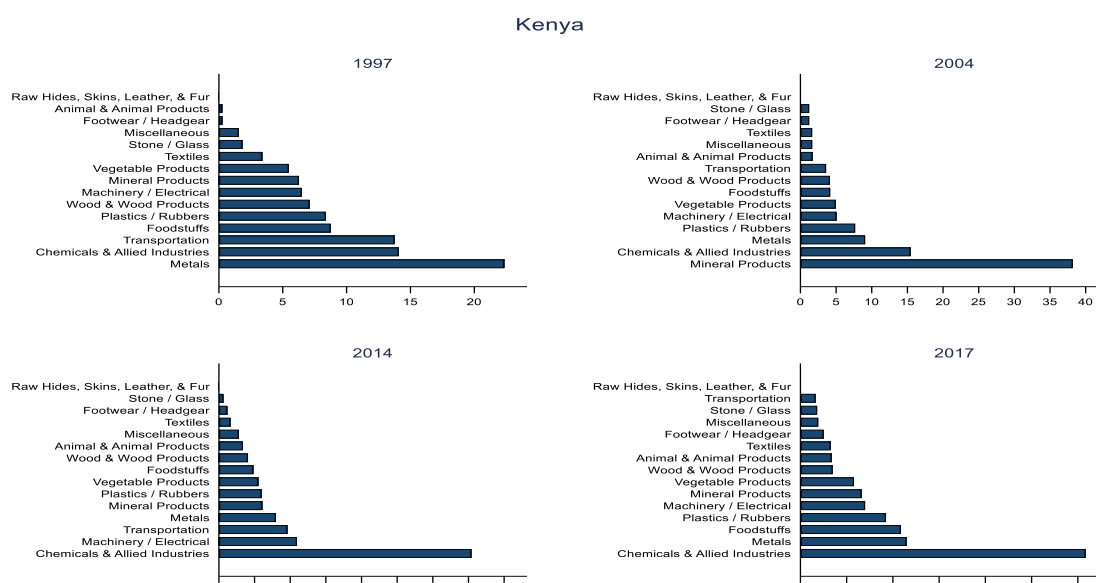 Kenya
1997
Raw Hides, Skins, Leather, & Fur
Animal & Animal Products
Footwear / Headgear
Miscellaneous
Stone / Glass
Textiles
Vegetable Products
Mineral Products
Machinery / Electrical
Wood & Wood Products
Plastics / Rubbers
Foodstuffs
Transportation
Chemicals & Allied Industries
Metals
0 5 10 15 20
2004
Raw Hides, Skins, Leather, & Fur
Stone / Glass
Footwear / Headgear
Textiles
Miscellaneous
Animal & Animal Products
Transportation
Wood & Wood Products
Foodstuffs
Vegetable Products
Machinery / Electrical
Plastics / Rubbers
Metals
Chemicals & Allied Industries
Mineral Products
0 5 10 15 20 25 30 35 40
2014
Raw Hides, Skins, Leather, & Fur
Stone / Glass
Footwear / Headgear
Textiles
Miscellaneous
Animal & Animal Products
Wood & Wood Products
Foodstuffs
Vegetable Products
Plastics / Rubbers
Mineral Products
Metals
Transportation
Machinery / Electrical
Chemicals & Allied Industries
2017
Raw Hides, Skins, Leather, & Fur
Transportation
Stone / Glass
Miscellaneous
Footwear / Headgear
Textiles
Animal & Animal Products
Wood & Wood Products
Vegetable Products
Mineral Products
Machinery / Electrical
Plastics / Rubbers
Foodstuffs
Metals
Chemicals & Allied Industries